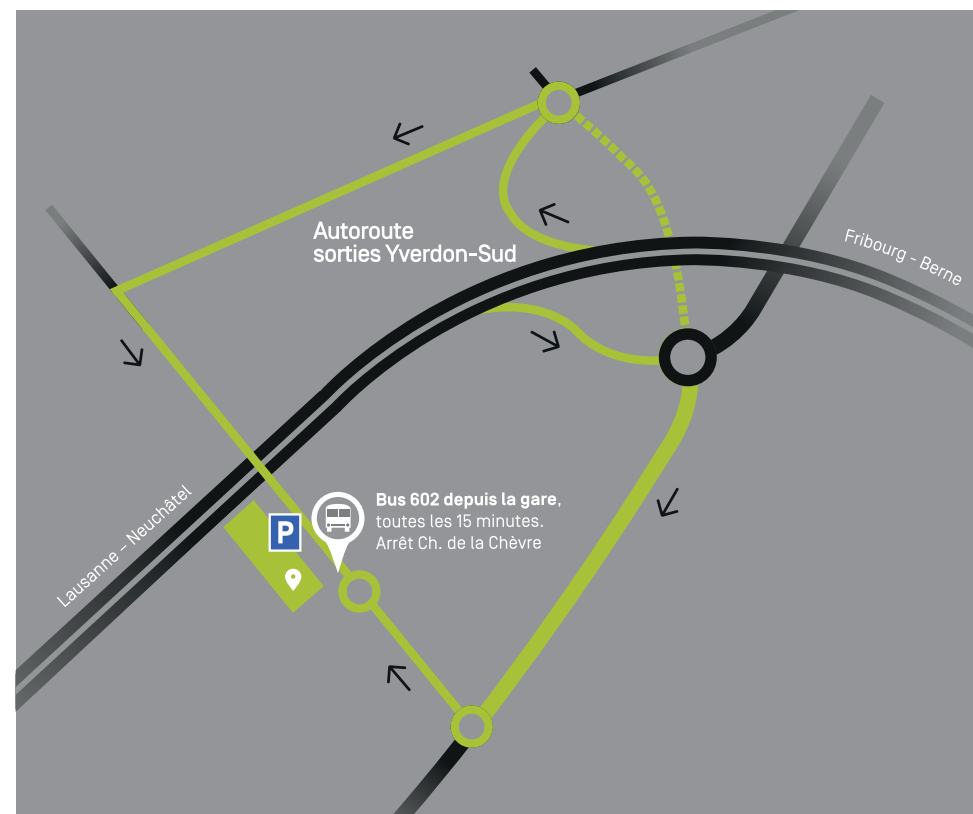 Autoroute
sorties Yverdon-Sud
Fribourg - Berne
Lausanne - Neuchâtel
P
Bus 602 depuis la gare,
toutes les 15 minutes.
Arrêt Ch. de la Chèvre